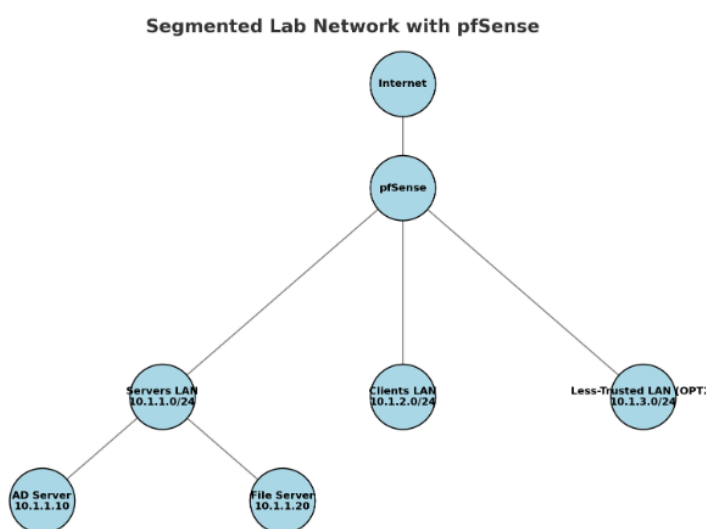 Segmented Lab Network with pfSense
Internet
pfSense
Servers LAN
10.1.1.0/24
Clients LAN
10.1.2.0/24
Less-Trusted LAN (OPT2
10.1.3.0/24
AD Server
10.1.1.10
File Server
10.1.1.20